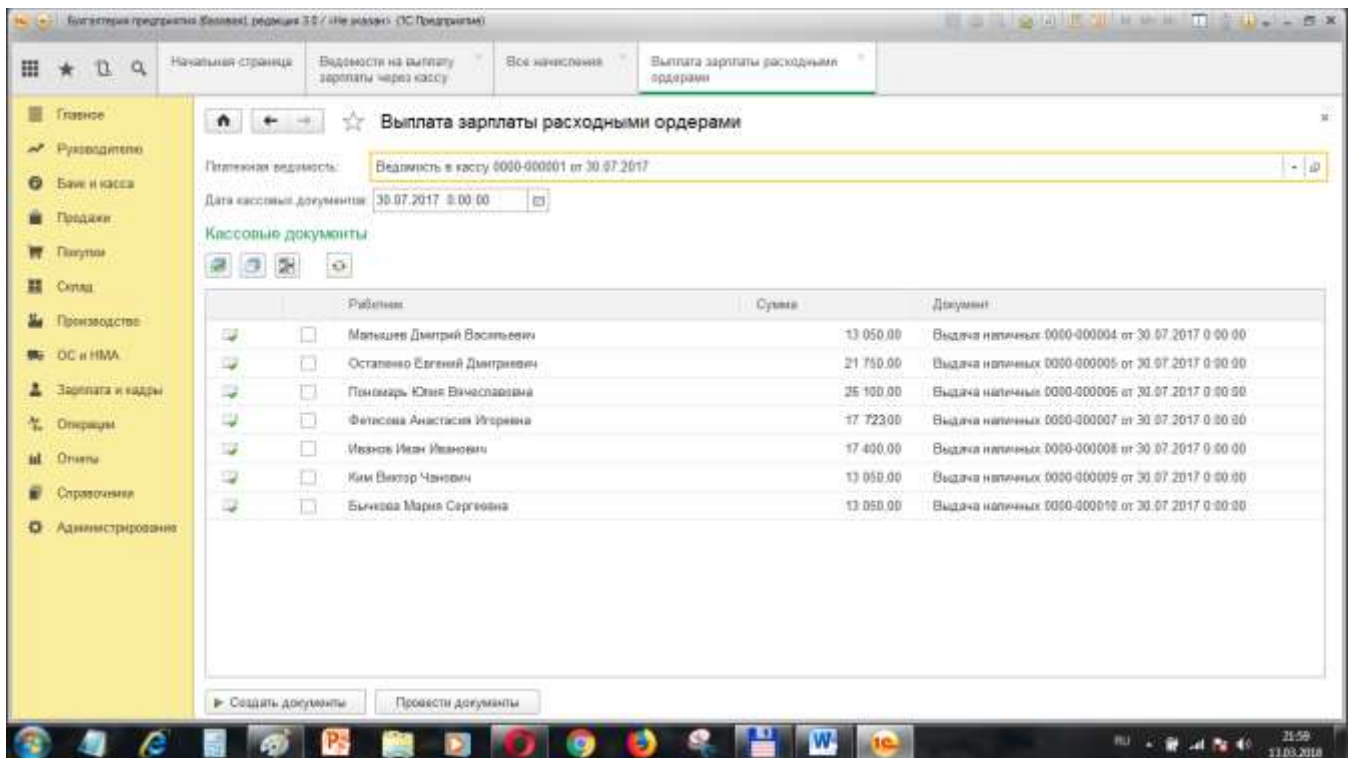 Бухгалтерия предприятия (базовая), редакция 3.0 / <Не указан> (1С:Предприятие)
Начальная страница
Ведомости на выплату зарплаты через кассу
Все начисления
Выплата зарплаты расходными ордерами
Главное
Руководителю
Банк и касса
Продажи
Покупки
Склад
Производство
ОС и НМА
Зарплата и кадры
Операции
Отчеты
Справочники
Администрирование
Выплата зарплаты расходными ордерами
Платежная ведомость: Ведомость в кассу 0000-000001 от 30.07.2017
Дата кассовых документов: 30.07.2017 0:00:00
Кассовые документы
Работник Сумма Документ
Малышев Дмитрий Васильевич 13 050,00 Выдача наличных 0000-000004 от 30.07.2017 0:00:00
Остапенко Евгений Дмитриевич 21 750,00 Выдача наличных 0000-000005 от 30.07.2017 0:00:00
Пономарь Юлия Вячеславовна 26 100,00 Выдача наличных 0000-000006 от 30.07.2017 0:00:00
Фетисова Анастасия Игоревна 17 723,00 Выдача наличных 0000-000007 от 30.07.2017 0:00:00
Иванов Иван Иванович 17 400,00 Выдача наличных 0000-000008 от 30.07.2017 0:00:00
Ким Виктор Чанович 13 050,00 Выдача наличных 0000-000009 от 30.07.2017 0:00:00
Бычкова Мария Сергеевна 13 050,00 Выдача наличных 0000-000010 от 30.07.2017 0:00:00
Создать документы Провести документы
RU 21:59
13.03.2018